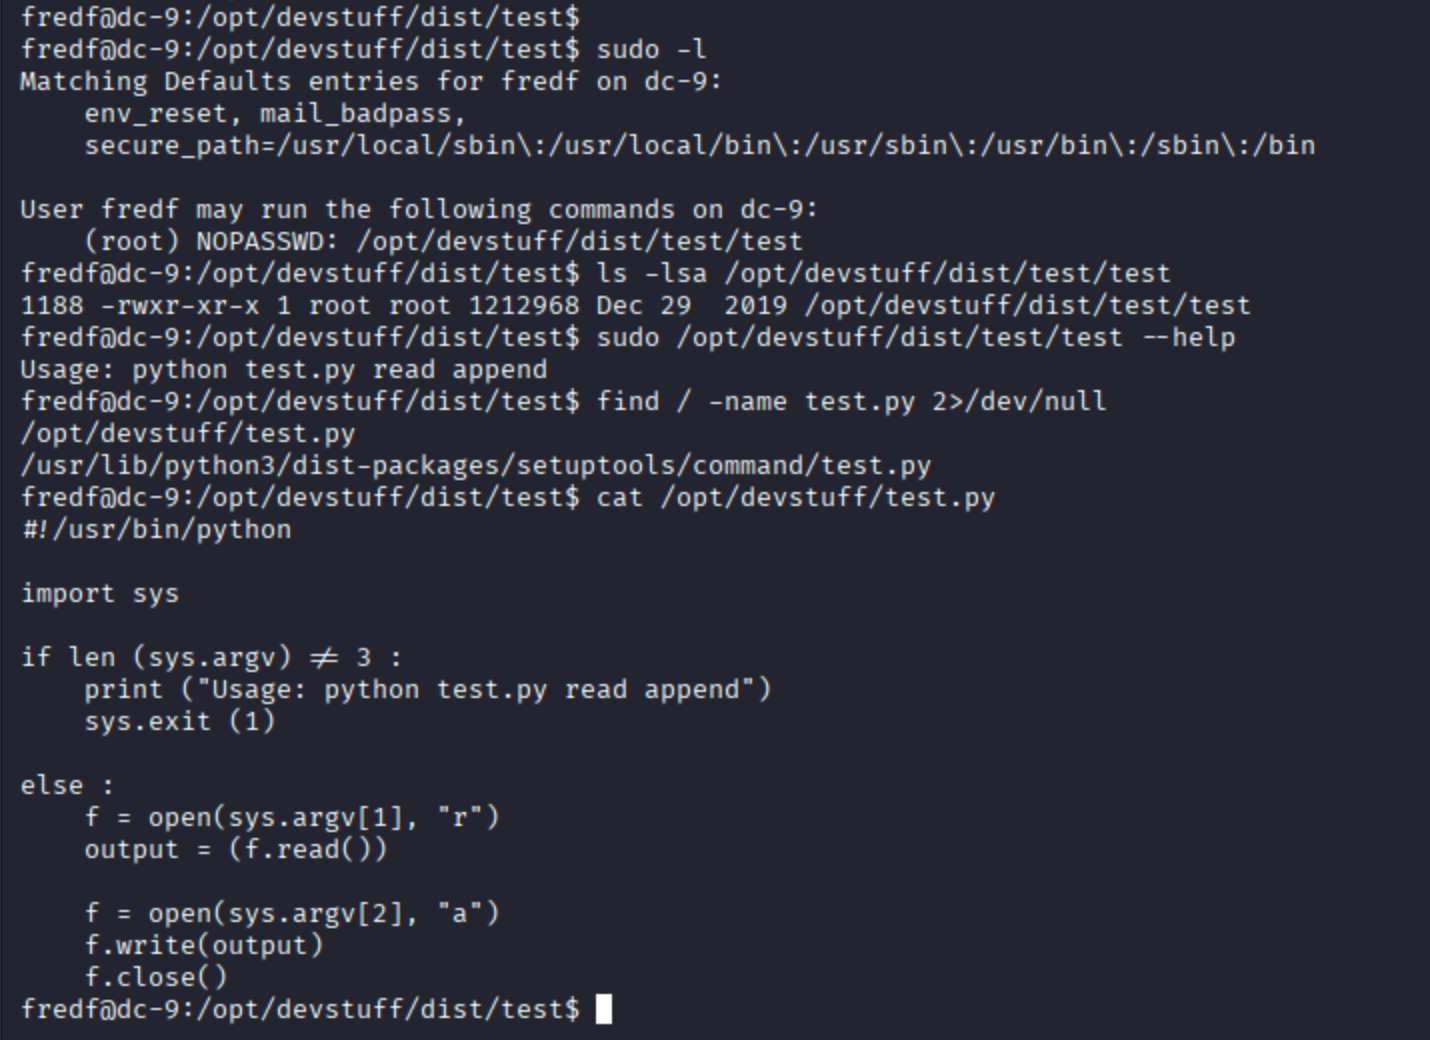 fredf@dc-9:/opt/devstuff/dist/test$
fredf@dc-9:/opt/devstuff/dist/test$ sudo -l
Matching Defaults entries for fredf on dc-9:
    env_reset, mail_badpass,
    secure_path=/usr/local/sbin\:/usr/local/bin\:/usr/sbin\:/usr/bin\:/sbin\:/bin

User fredf may run the following commands on dc-9:
    (root) NOPASSWD: /opt/devstuff/dist/test/test
fredf@dc-9:/opt/devstuff/dist/test$ ls -lsa /opt/devstuff/dist/test/test
1188 -rwxr-xr-x 1 root root 1212968 Dec 29  2019 /opt/devstuff/dist/test/test
fredf@dc-9:/opt/devstuff/dist/test$ sudo /opt/devstuff/dist/test/test --help
Usage: python test.py read append
fredf@dc-9:/opt/devstuff/dist/test$ find / -name test.py 2>/dev/null
/opt/devstuff/test.py
/usr/lib/python3/dist-packages/setuptools/command/test.py
fredf@dc-9:/opt/devstuff/dist/test$ cat /opt/devstuff/test.py
#!/usr/bin/python

import sys

if len (sys.argv) != 3 :
    print ("Usage: python test.py read append")
    sys.exit (1)

else :
    f = open(sys.argv[1], "r")
    output = (f.read())

    f = open(sys.argv[2], "a")
    f.write(output)
    f.close()
fredf@dc-9:/opt/devstuff/dist/test$